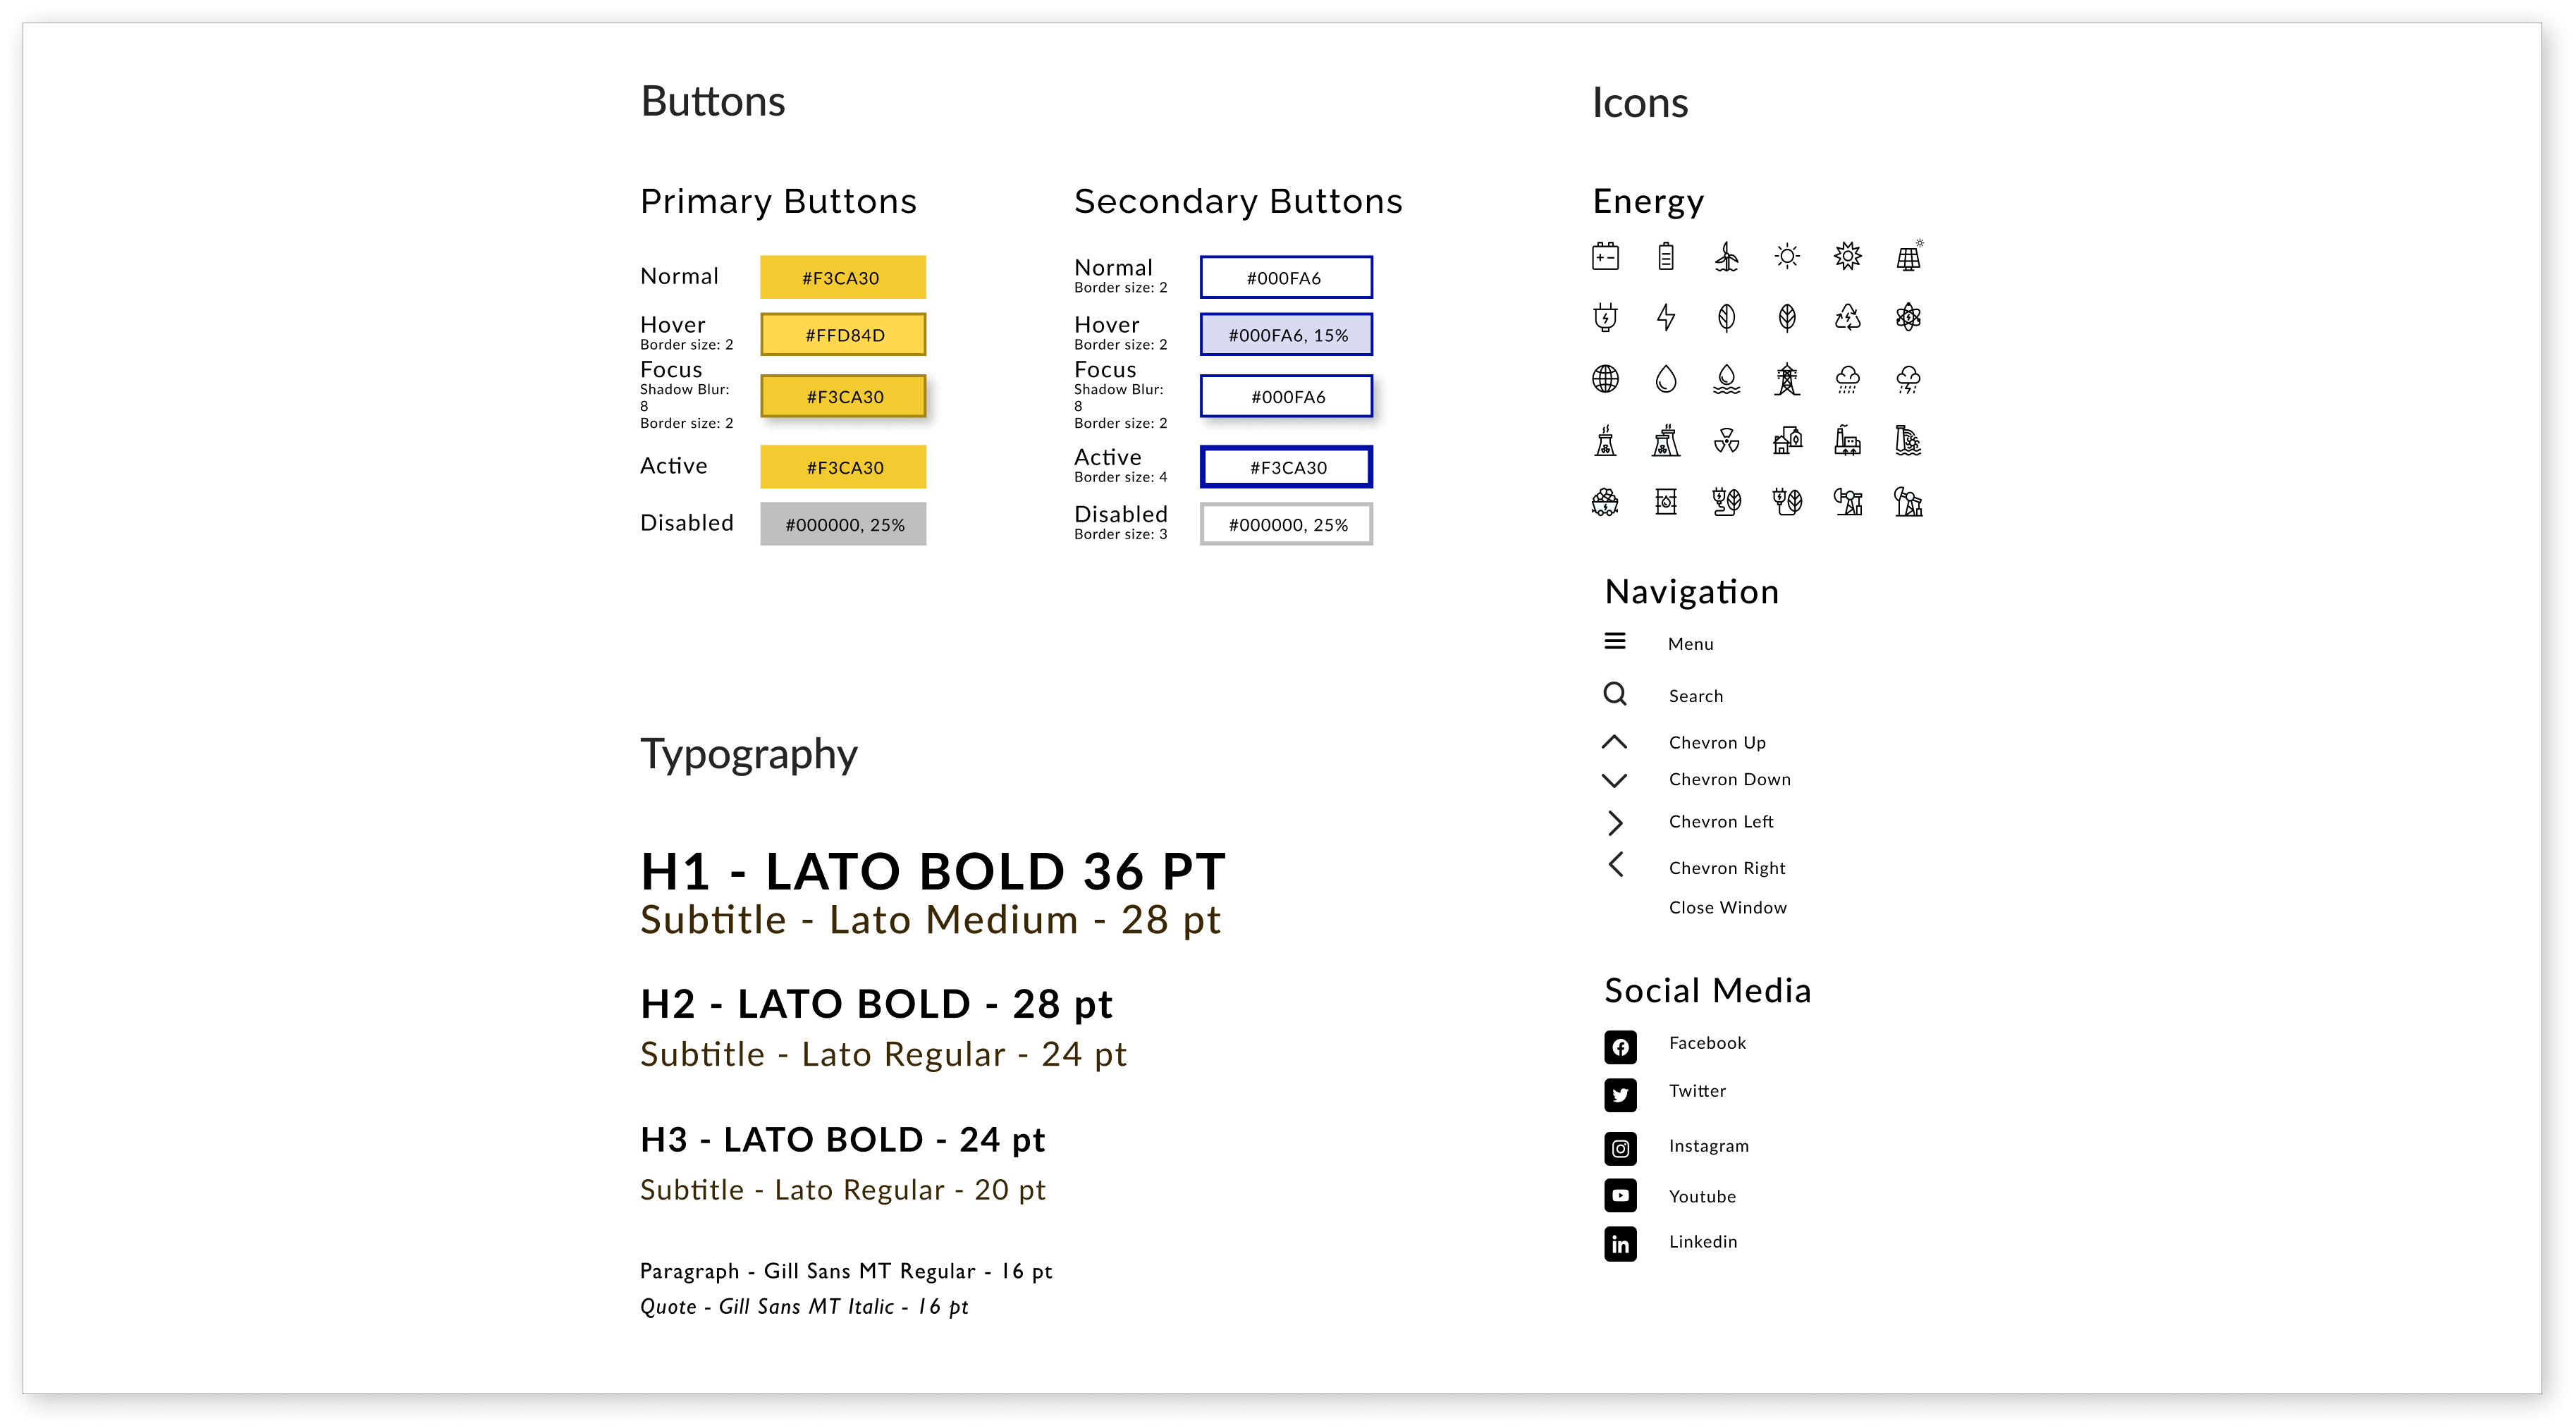 Buttons
Primary Buttons
Normal
#F3CA30
Hover
Border size: 2
#FFD84D
Focus
Shadow Blur:
8
Border size: 2
#F3CA30
Active
#F3CA30
Disabled
#000000, 25%
Secondary Buttons
Normal
Border size: 2
#000FA6
Hover
Border size: 2
#000FA6, 15%
Focus
Shadow Blur:
8
Border size: 2
#000FA6
Active
Border size: 4
#F3CA30
Disabled
Border size: 3
#000000, 25%
Typography
H1 - LATO BOLD 36 PT
Subtitle - Lato Medium - 28 pt
H2 - LATO BOLD - 28 pt
Subtitle - Lato Regular - 24 pt
H3 - LATO BOLD - 24 pt
Subtitle - Lato Regular - 20 pt
Paragraph - Gill Sans MT Regular - 16 pt
Quote - Gill Sans MT Italic - 16 pt
Icons
Energy
Navigation
Menu
Search
Chevron Up
Chevron Down
Chevron Left
Chevron Right
Close Window
Social Media
Facebook
Twitter
Instagram
Youtube
in
Linkedin